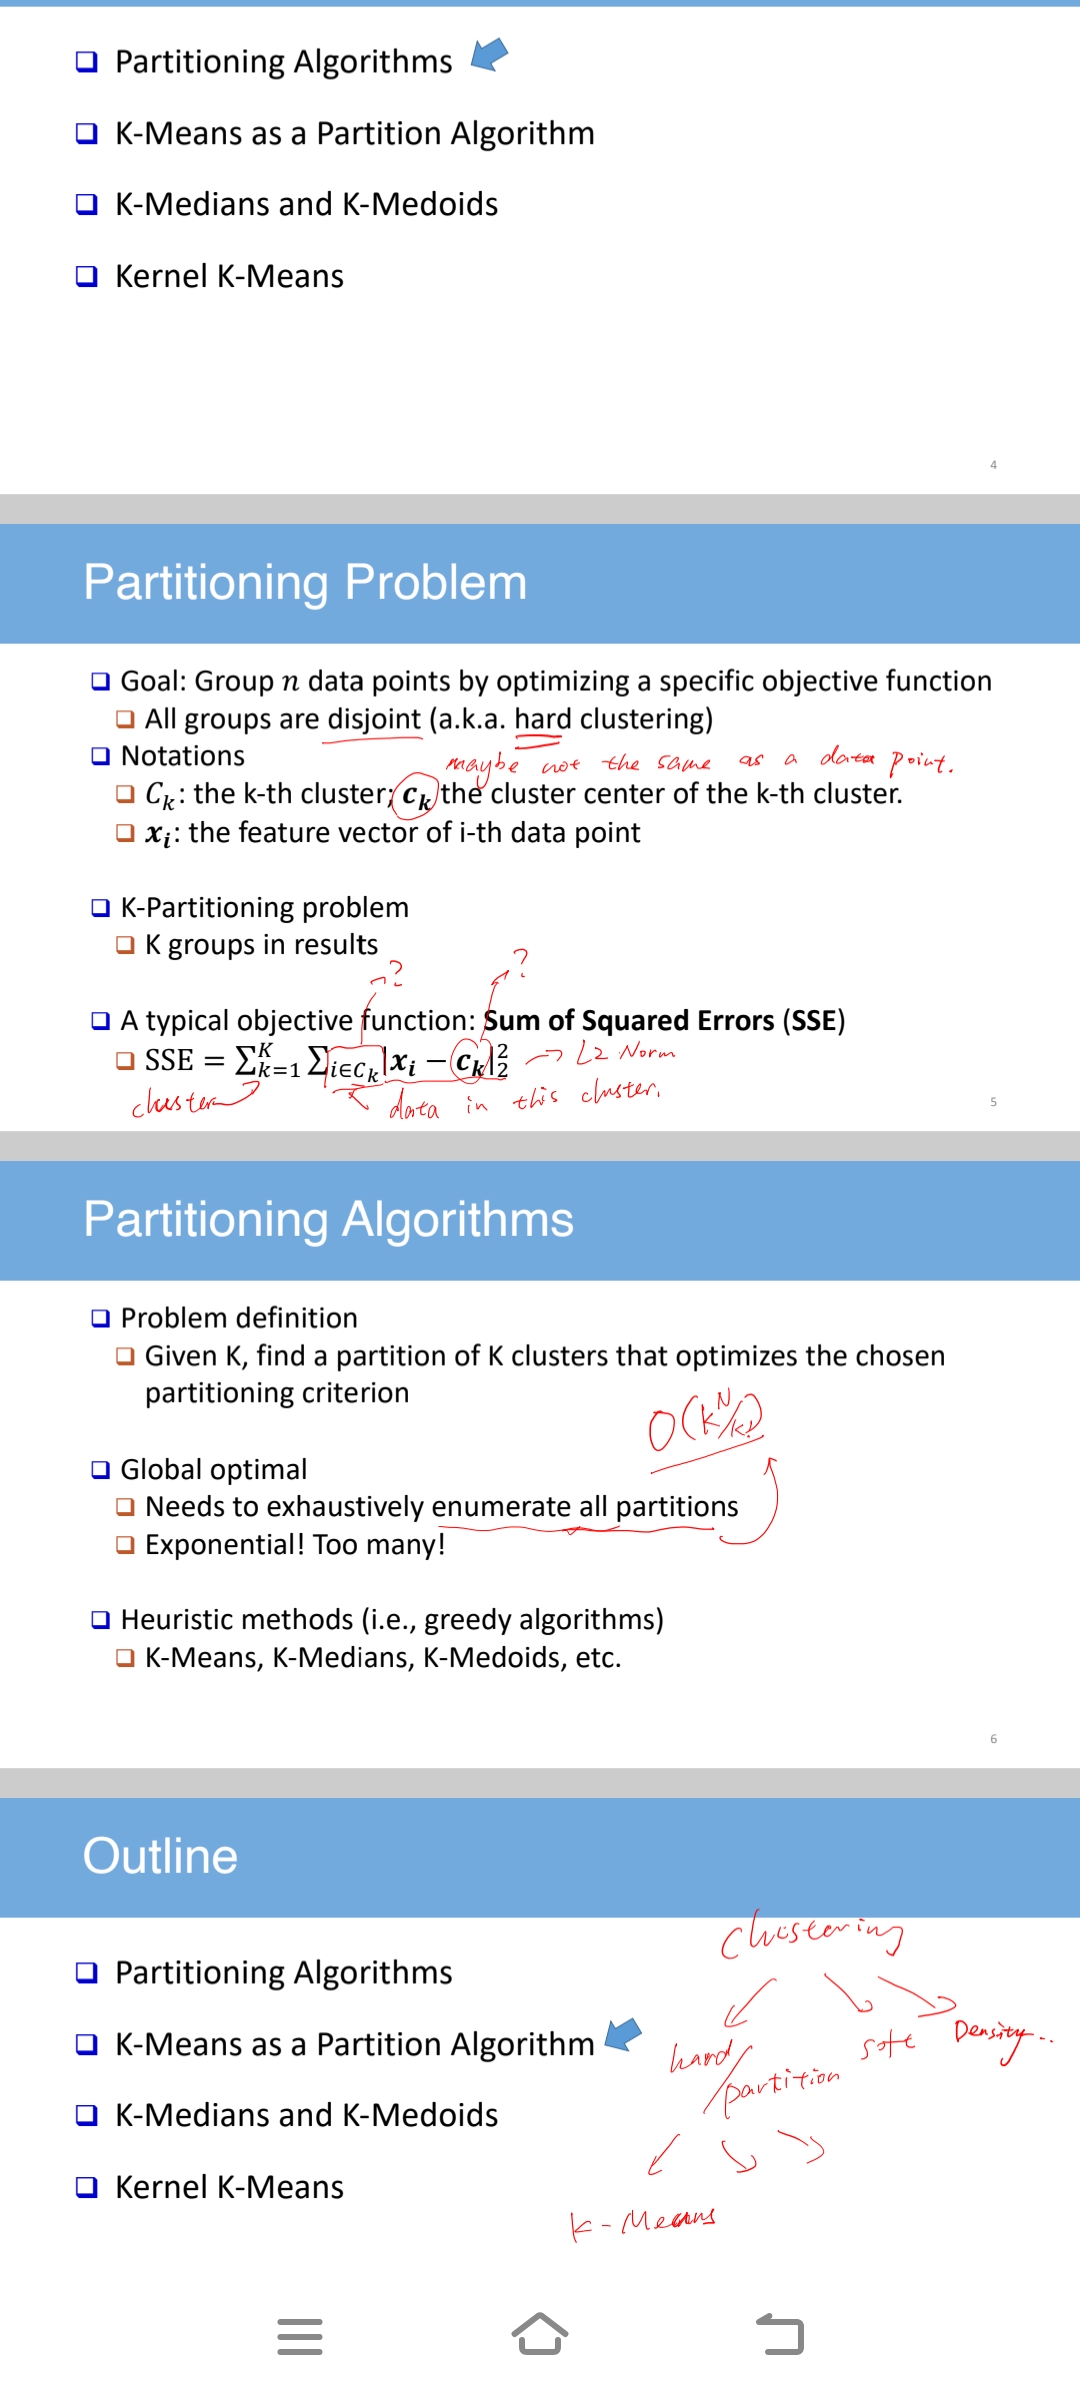 Partitioning Algorithms
K-Means as a Partition Algorithm
K-Medians and K-Medoids
Kernel K-Means
4
Partitioning Problem
Goal: Group n data points by optimizing a specific objective function
All groups are disjoint (a.k.a. hard clustering)
Notations
maybe not the same as a data point.
C_k: the k-th cluster; c_k the cluster center of the k-th cluster.
x_i: the feature vector of i-th data point
K-Partitioning problem
K groups in results
? ?
A typical objective function: Sum of Squared Errors (SSE)
SSE = ∑_{k=1}^{K} ∑_{i∈C_k} |x_i − c_k|_2^2 → L2 Norm
cluster
data in this cluster.
5
Partitioning Algorithms
Problem definition
Given K, find a partition of K clusters that optimizes the chosen
partitioning criterion
O(k^N/k!)
Global optimal
Needs to exhaustively enumerate all partitions
Exponential! Too many!
Heuristic methods (i.e., greedy algorithms)
K-Means, K-Medians, K-Medoids, etc.
6
Outline
Clustering
Partitioning Algorithms
K-Means as a Partition Algorithm
hard/partition soft Density...
K-Medians and K-Medoids
Kernel K-Means
K-Means